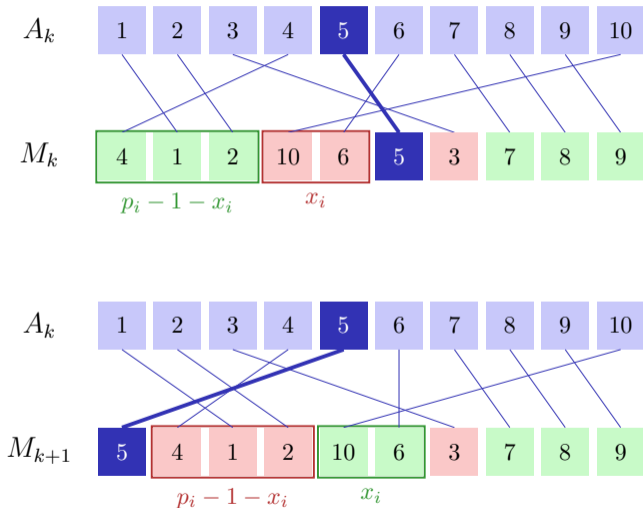 A_k 1 2 3 4 5 6 7 8 9 10
M_k 4 1 2 10 6 5 3 7 8 9
p_i − 1 − x_i x_i
A_k 1 2 3 4 5 6 7 8 9 10
M_{k+1} 5 4 1 2 10 6 3 7 8 9
p_i − 1 − x_i x_i